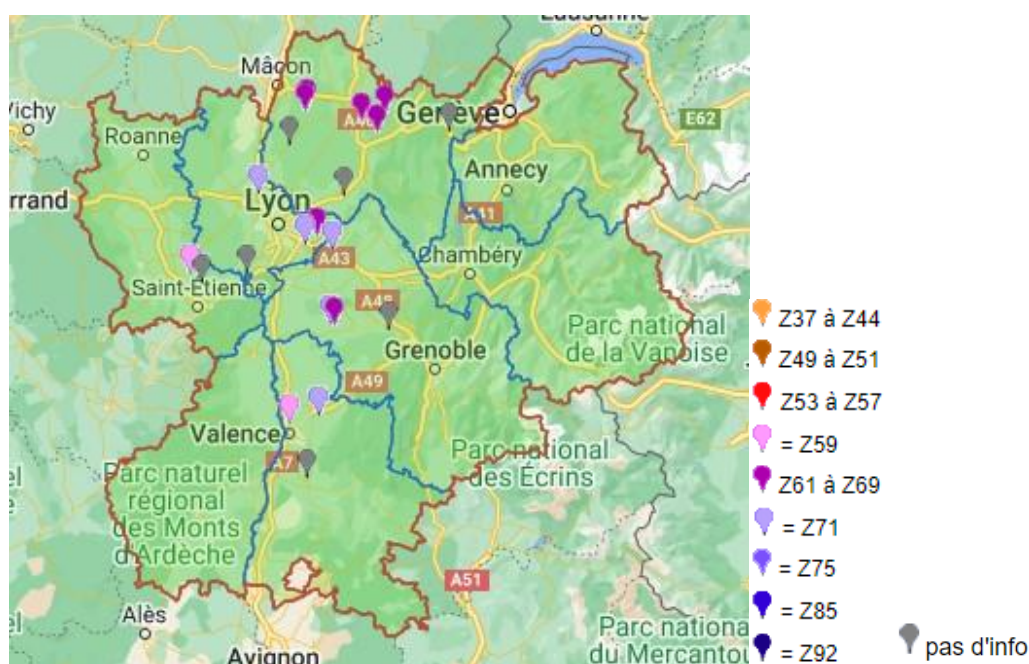 Lausanne
Mâcon
Vichy
Genève
E62
Roanne
Annecy
rrand
Lyon
A41
A43
Chambéry
Saint-Etienne
A48
Parc national
de la Vanoise
Grenoble
A49
Valence
Parc national
des Écrins
A7
Parc naturel
régional
des Monts
d'Ardèche
A51
Alès
Avignon
Parc nationa
du Mercantou
Z37 à Z44
Z49 à Z51
Z53 à Z57
= Z59
Z61 à Z69
= Z71
= Z75
= Z85
= Z92
pas d'info